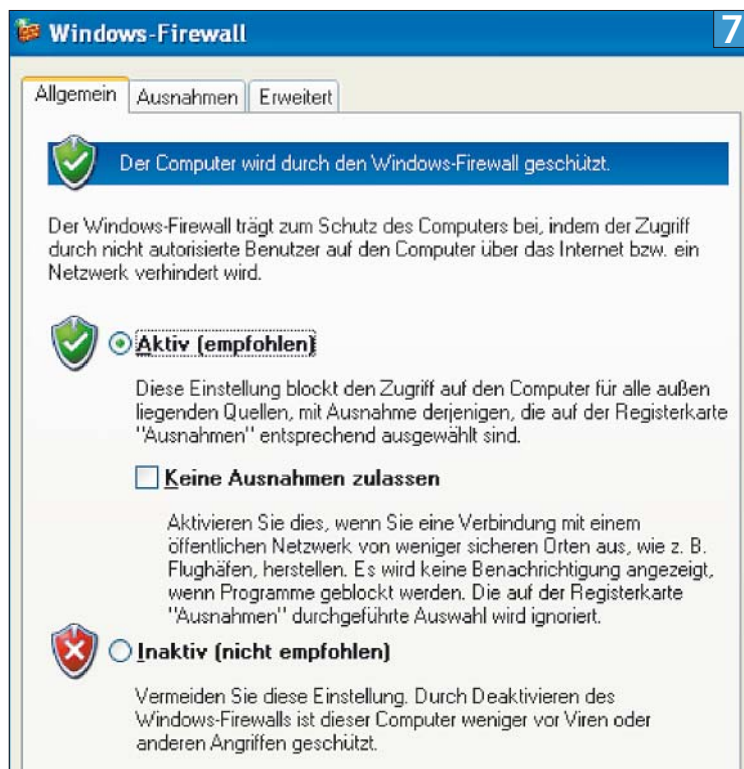 Windows-Firewall
7
Allgemein Ausnahmen Erweitert
Der Computer wird durch den Windows-Firewall geschützt.
Der Windows-Firewall trägt zum Schutz des Computers bei, indem der Zugriff
durch nicht autorisierte Benutzer auf den Computer über das Internet bzw. ein
Netzwerk verhindert wird.
Aktiv (empfohlen)
Diese Einstellung blockt den Zugriff auf den Computer für alle außen
liegenden Quellen, mit Ausnahme derjenigen, die auf der Registerkarte
"Ausnahmen" entsprechend ausgewählt sind.
Keine Ausnahmen zulassen
Aktivieren Sie dies, wenn Sie eine Verbindung mit einem
öffentlichen Netzwerk von weniger sicheren Orten aus, wie z. B.
Flughäfen, herstellen. Es wird keine Benachrichtigung angezeigt,
wenn Programme geblockt werden. Die auf der Registerkarte
"Ausnahmen" durchgeführte Auswahl wird ignoriert.
Inaktiv (nicht empfohlen)
Vermeiden Sie diese Einstellung. Durch Deaktivieren des
Windows-Firewalls ist dieser Computer weniger vor Viren oder
anderen Angriffen geschützt.